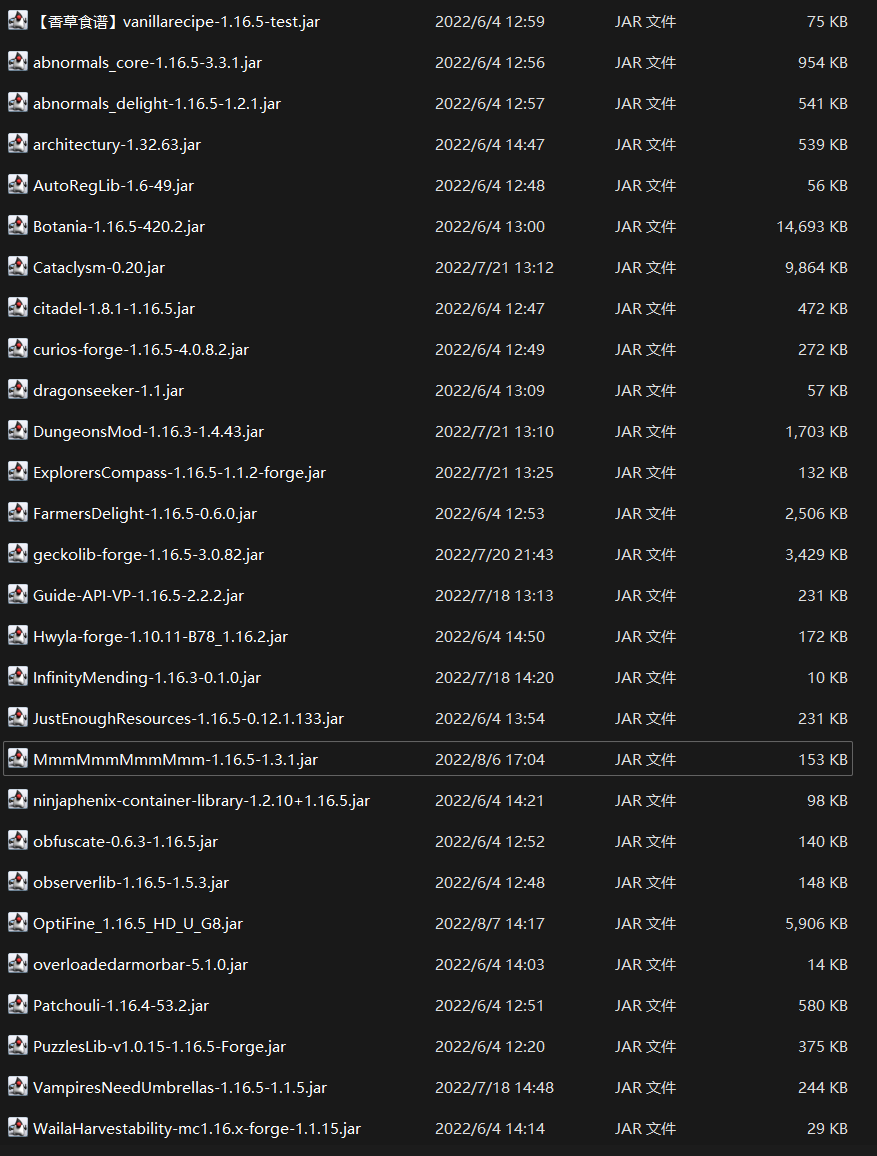 【香草食谱】vanillarecipe-1.16.5-test.jar 2022/6/4 12:59 JAR 文件 75 KB
abnormals_core-1.16.5-3.3.1.jar 2022/6/4 12:56 JAR 文件 954 KB
abnormals_delight-1.16.5-1.2.1.jar 2022/6/4 12:57 JAR 文件 541 KB
architectury-1.32.63.jar 2022/6/4 14:47 JAR 文件 539 KB
AutoRegLib-1.6-49.jar 2022/6/4 12:48 JAR 文件 56 KB
Botania-1.16.5-420.2.jar 2022/6/4 13:00 JAR 文件 14,693 KB
Cataclysm-0.20.jar 2022/7/21 13:12 JAR 文件 9,864 KB
citadel-1.8.1-1.16.5.jar 2022/6/4 12:47 JAR 文件 472 KB
curios-forge-1.16.5-4.0.8.2.jar 2022/6/4 12:49 JAR 文件 272 KB
dragonseeker-1.1.jar 2022/6/4 13:09 JAR 文件 57 KB
DungeonsMod-1.16.3-1.4.43.jar 2022/7/21 13:10 JAR 文件 1,703 KB
ExplorersCompass-1.16.5-1.1.2-forge.jar 2022/7/21 13:25 JAR 文件 132 KB
FarmersDelight-1.16.5-0.6.0.jar 2022/6/4 12:53 JAR 文件 2,506 KB
geckolib-forge-1.16.5-3.0.82.jar 2022/7/20 21:43 JAR 文件 3,429 KB
Guide-API-VP-1.16.5-2.2.2.jar 2022/7/18 13:13 JAR 文件 231 KB
Hwyla-forge-1.10.11-B78_1.16.2.jar 2022/6/4 14:50 JAR 文件 172 KB
InfinityMending-1.16.3-0.1.0.jar 2022/7/18 14:20 JAR 文件 10 KB
JustEnoughResources-1.16.5-0.12.1.133.jar 2022/6/4 13:54 JAR 文件 231 KB
MmmMmmMmmMmm-1.16.5-1.3.1.jar 2022/8/6 17:04 JAR 文件 153 KB
ninjaphenix-container-library-1.2.10+1.16.5.jar 2022/6/4 14:21 JAR 文件 98 KB
obfuscate-0.6.3-1.16.5.jar 2022/6/4 12:52 JAR 文件 140 KB
observerlib-1.16.5-1.5.3.jar 2022/6/4 12:48 JAR 文件 148 KB
OptiFine_1.16.5_HD_U_G8.jar 2022/8/7 14:17 JAR 文件 5,906 KB
overloadedarmorbar-5.1.0.jar 2022/6/4 14:03 JAR 文件 14 KB
Patchouli-1.16.4-53.2.jar 2022/6/4 12:51 JAR 文件 580 KB
PuzzlesLib-v1.0.15-1.16.5-Forge.jar 2022/6/4 12:20 JAR 文件 375 KB
VampiresNeedUmbrellas-1.16.5-1.1.5.jar 2022/7/18 14:48 JAR 文件 244 KB
WailaHarvestability-mc1.16.x-forge-1.1.15.jar 2022/6/4 14:14 JAR 文件 29 KB